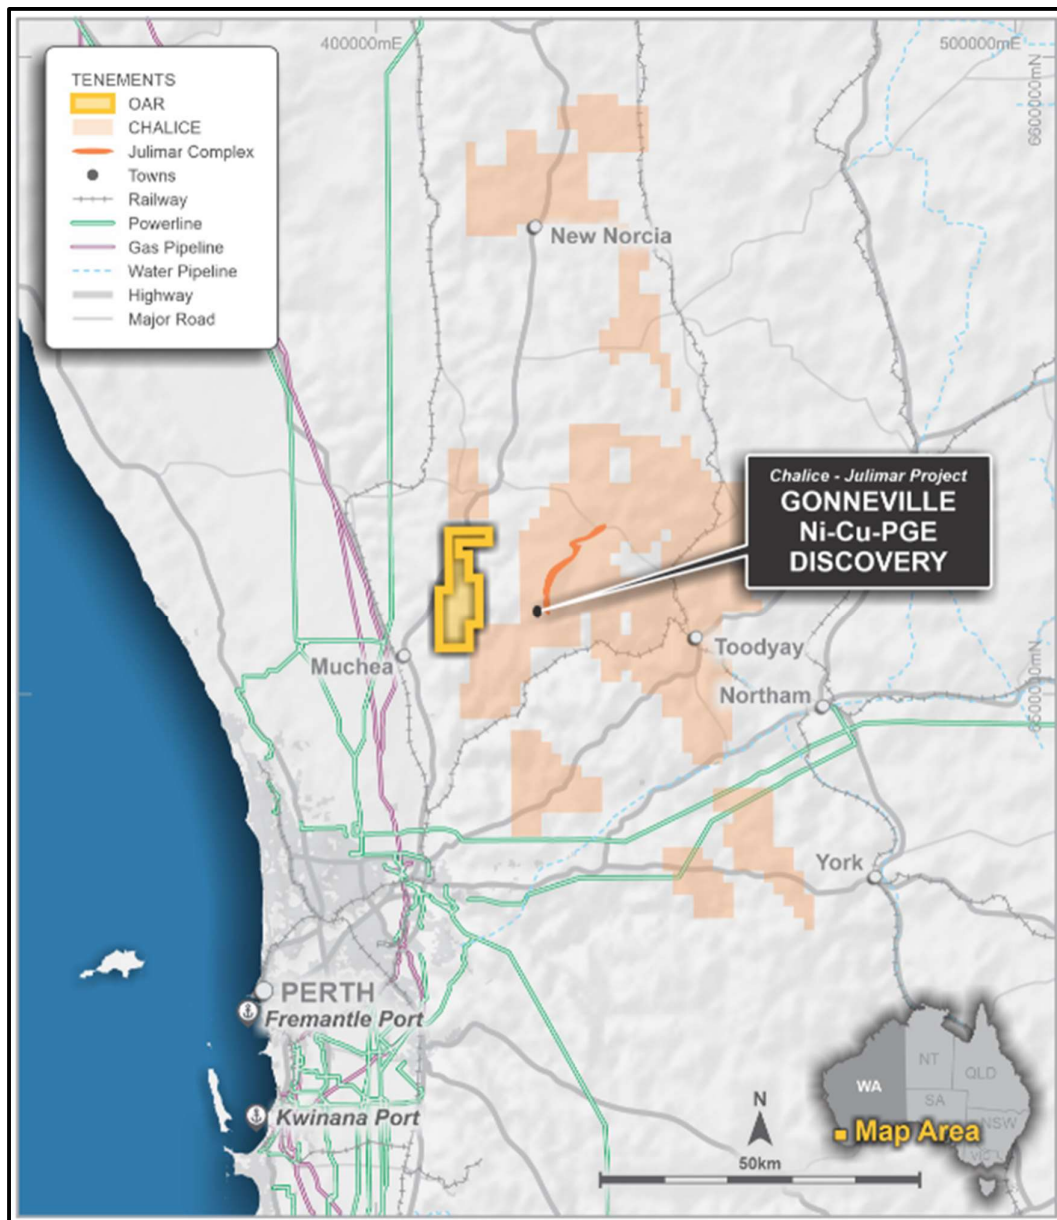 400000mE
500000mE
6600000mN
TENEMENTS
OAR
CHALICE
Julimar Complex
Towns
Railway
Powerline
Gas Pipeline
Water Pipeline
Highway
Major Road
New Norcia
Chalice - Julimar Project
GONNEVILLE
Ni-Cu-PGE
DISCOVERY
Muchea
Toodyay
Northam
6500000mN
York
PERTH
Fremantle Port
Kwinana Port
N
50km
WA
NT
QLD
SA
NSW
VIC
Map Area